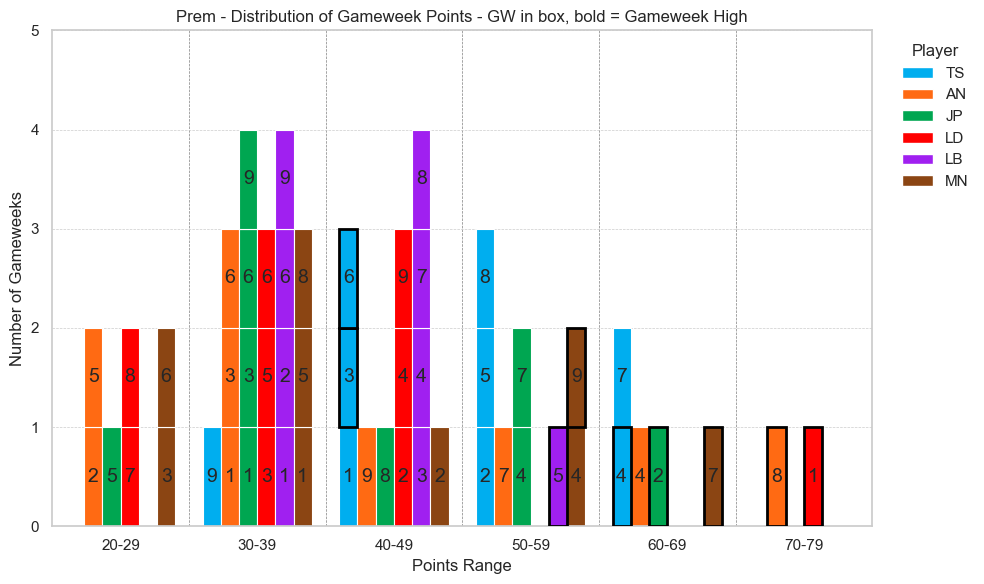 Prem - Distribution of Gameweek Points - GW in box, bold = Gameweek High
Number of Gameweeks
5
4
3
2
1
0
9 9 8
6 6 6 6 8 6 9 7 8
5 8 6 3 3 5 2 5 3 4 4 5 7 9 7
2 5 7 3 9 1 1 3 1 1 1 9 8 2 3 2 2 7 4 5 4 4 4 2 7 8 1
20-29 30-39 40-49 50-59 60-69 70-79
Points Range
Player
TS
AN
JP
LD
LB
MN